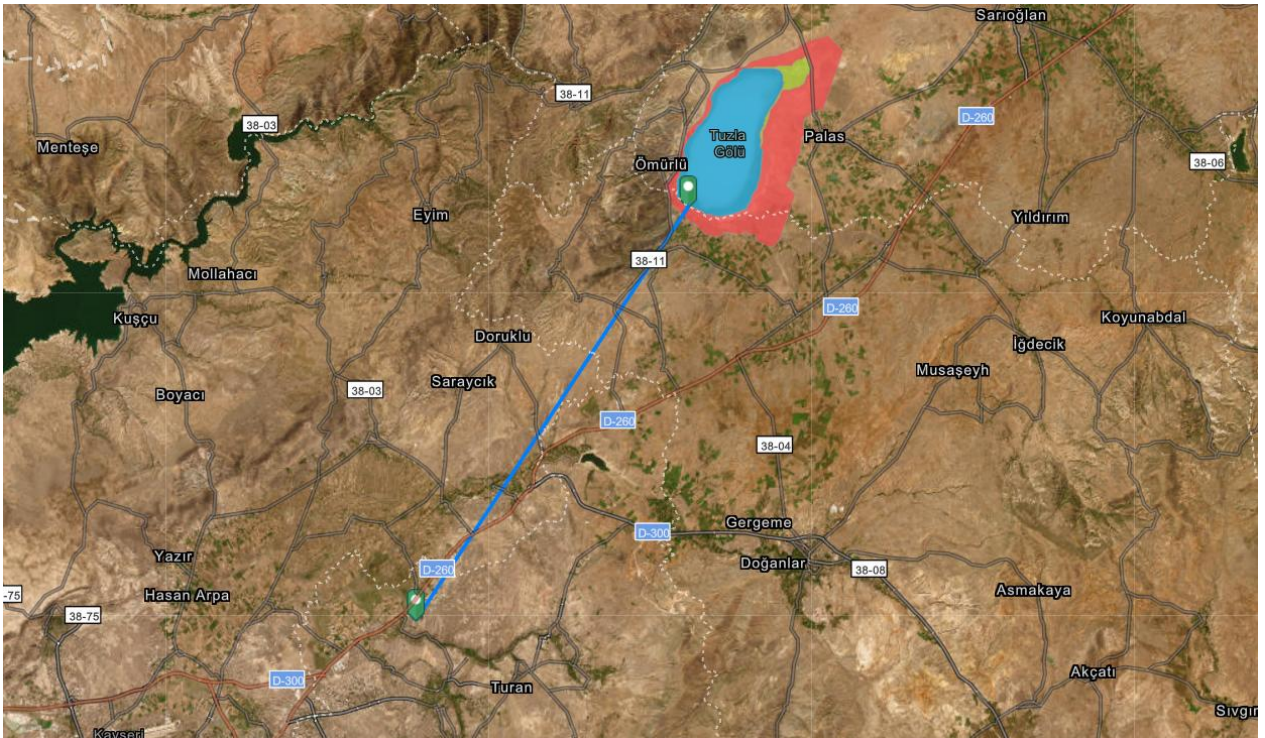 Sarıoğlan
38-11
D-260
38-03
Tuzla
Gölü
Palas
Menteşe
Ömürlü
38-06
Eyim
Yıldırım
38-11
Mollahacı
D-260
Kuşçu
Koyunabdal
Doruklu
İğdecik
Musaşeyh
Saraycık
38-03
Boyacı
D-260
38-04
Gergeme
D-300
Yazır
Doğanlar
D-260
38-08
-75
Hasan Arpa
Asmakaya
38-75
Akçatı
D-300
Turan
Sıvgın
Kayseri